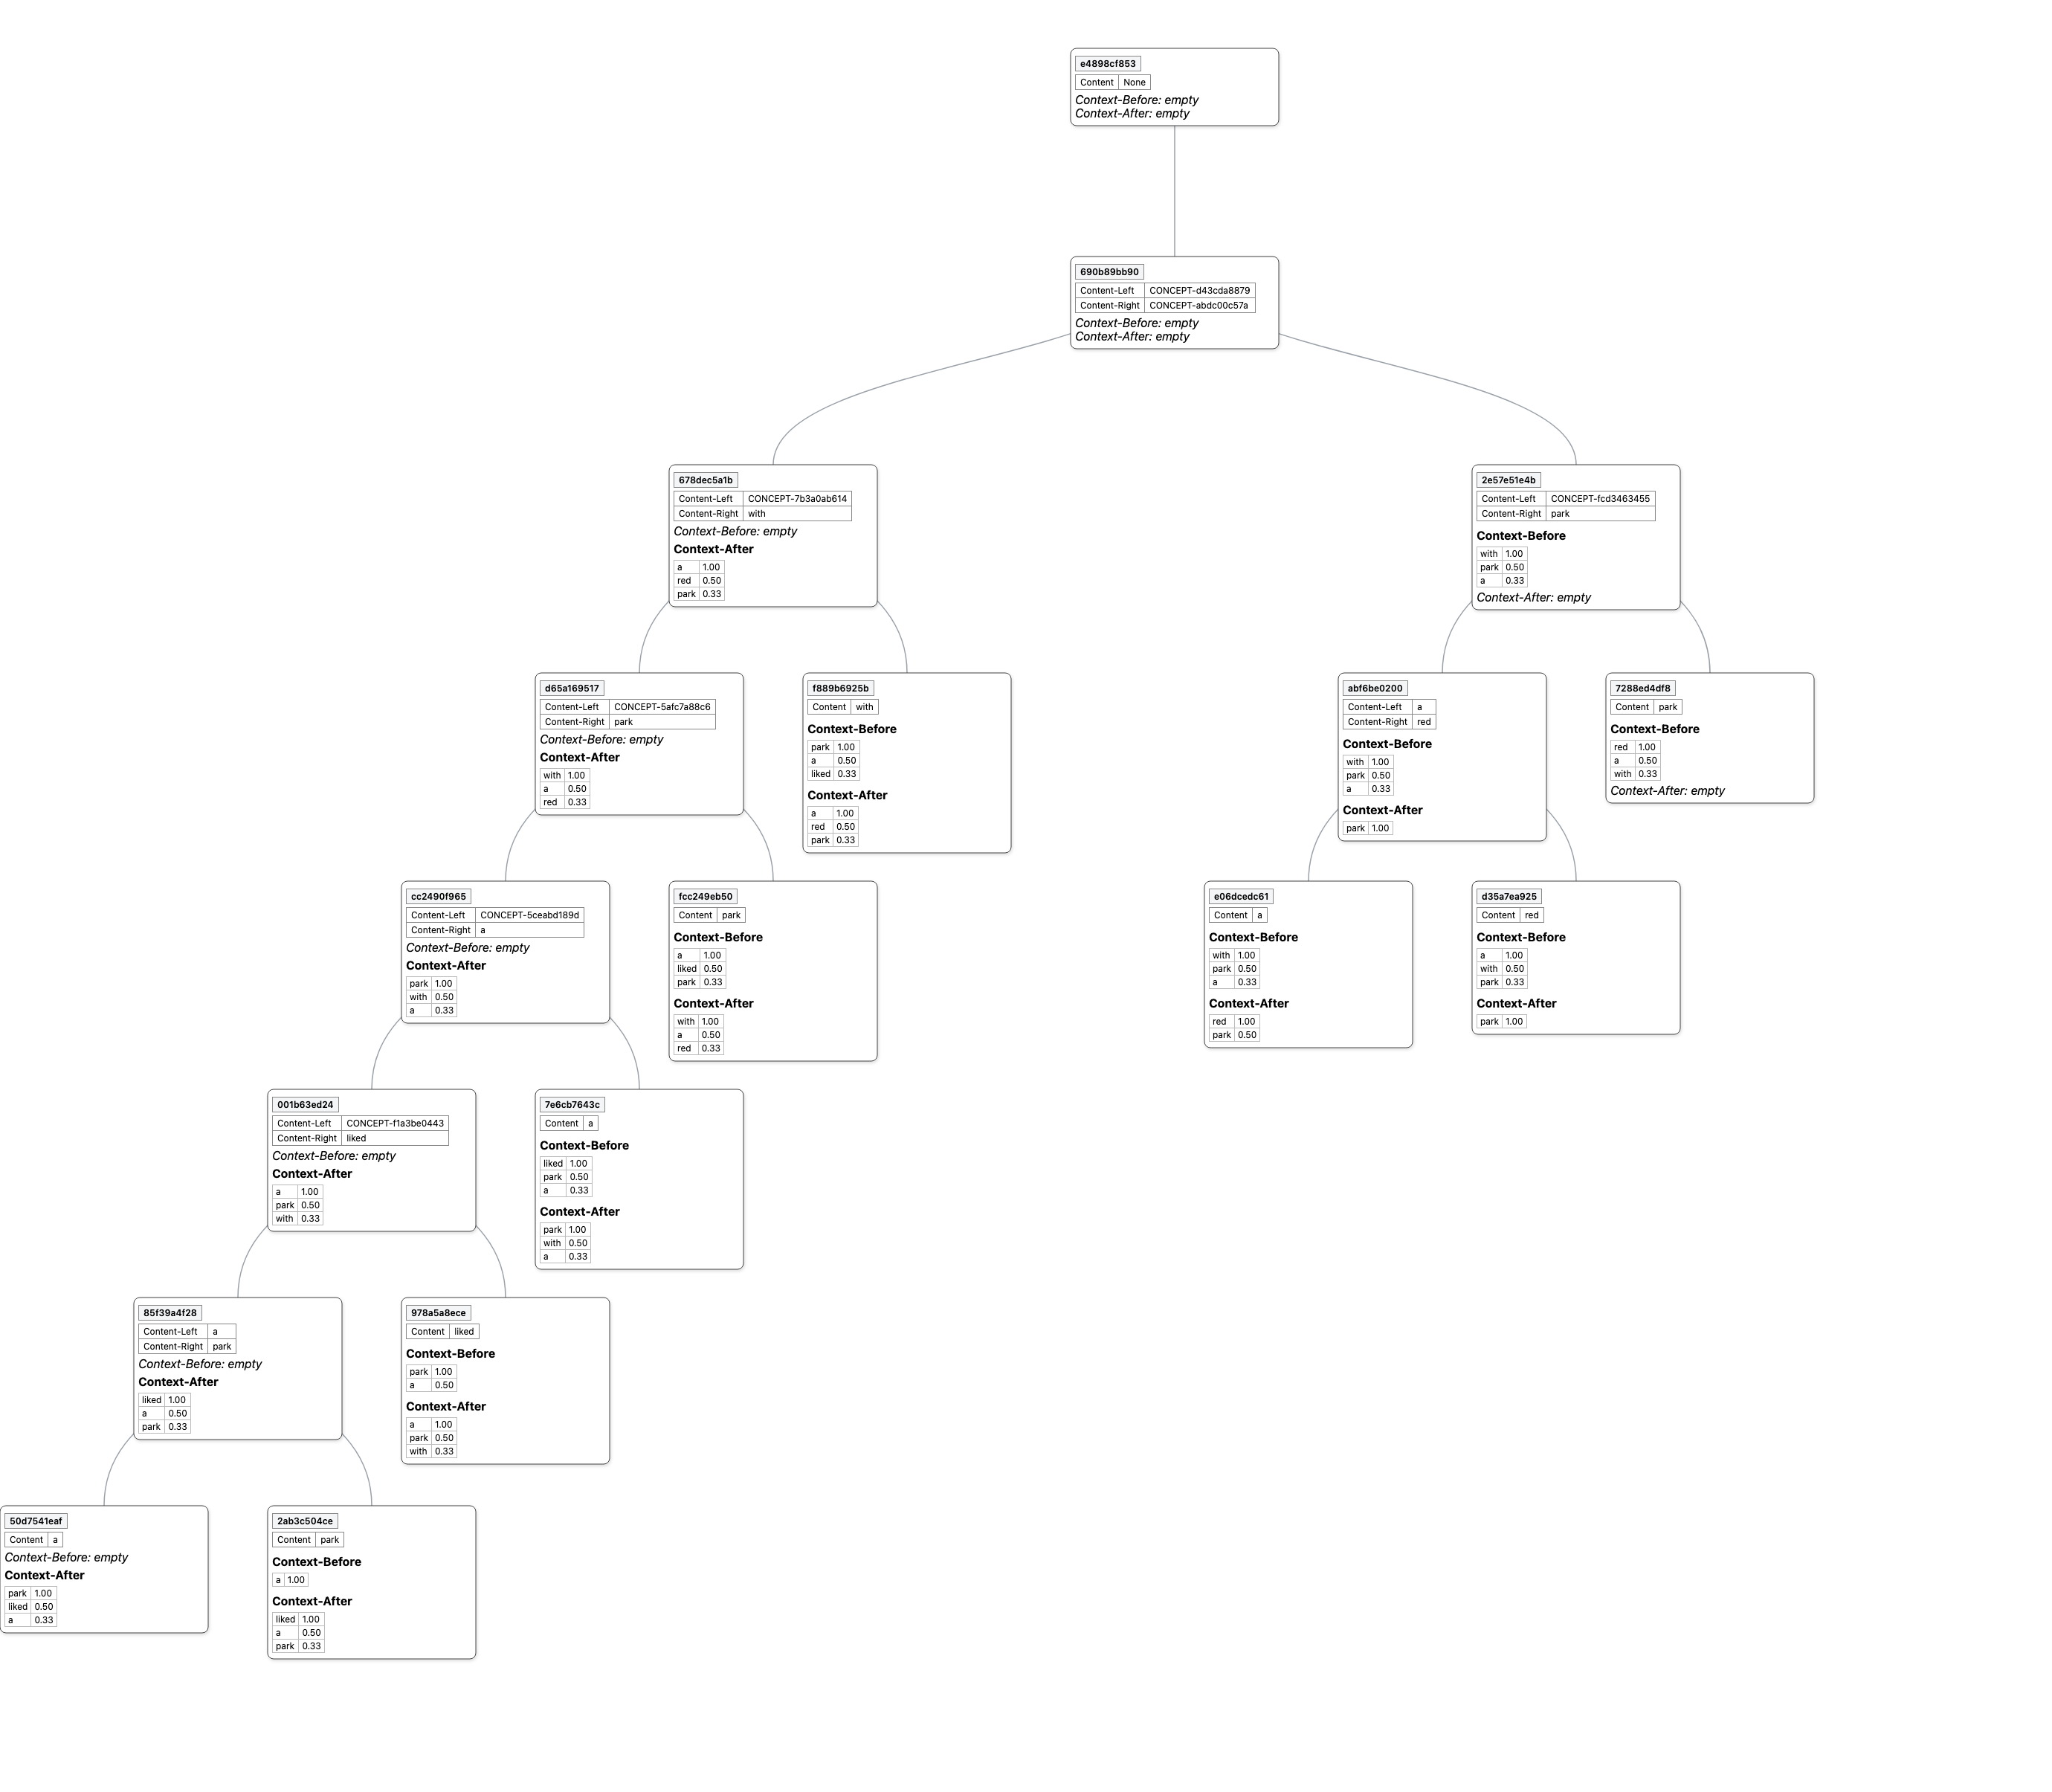 e4898cf853
Content None
Context-Before: empty
Context-After: empty
690b89bb90
Content-Left CONCEPT-d43cda8879
Content-Right CONCEPT-abdc00c57a
Context-Before: empty
Context-After: empty
678dec5a1b
Content-Left CONCEPT-7b3a0ab614
Content-Right with
Context-Before: empty
Context-After
a 1.00
red 0.50
park 0.33
2e57e51e4b
Content-Left CONCEPT-fcd3463455
Content-Right park
Context-Before
with 1.00
park 0.50
a 0.33
Context-After: empty
d65a169517
Content-Left CONCEPT-5afc7a88c6
Content-Right park
Context-Before: empty
Context-After
with 1.00
a 0.50
red 0.33
f889b6925b
Content with
Context-Before
park 1.00
a 0.50
liked 0.33
Context-After
a 1.00
red 0.50
park 0.33
abf6be0200
Content-Left a
Content-Right red
Context-Before
with 1.00
park 0.50
a 0.33
Context-After
park 1.00
7288ed4df8
Content park
Context-Before
red 1.00
a 0.50
with 0.33
Context-After: empty
cc2490f965
Content-Left CONCEPT-5ceabd189d
Content-Right a
Context-Before: empty
Context-After
park 1.00
with 0.50
a 0.33
fcc249eb50
Content park
Context-Before
a 1.00
liked 0.50
park 0.33
Context-After
with 1.00
a 0.50
red 0.33
e06dcedc61
Content a
Context-Before
with 1.00
park 0.50
a 0.33
Context-After
red 1.00
park 0.50
d35a7ea925
Content red
Context-Before
a 1.00
with 0.50
park 0.33
Context-After
park 1.00
001b63ed24
Content-Left CONCEPT-f1a3be0443
Content-Right liked
Context-Before: empty
Context-After
a 1.00
park 0.50
with 0.33
7e6cb7643c
Content a
Context-Before
liked 1.00
park 0.50
a 0.33
Context-After
park 1.00
with 0.50
a 0.33
85f39a4f28
Content-Left a
Content-Right park
Context-Before: empty
Context-After
liked 1.00
a 0.50
park 0.33
978a5a8ece
Content liked
Context-Before
park 1.00
a 0.50
Context-After
a 1.00
park 0.50
with 0.33
50d7541eaf
Content a
Context-Before: empty
Context-After
park 1.00
liked 0.50
a 0.33
2ab3c504ce
Content park
Context-Before
a 1.00
Context-After
liked 1.00
a 0.50
park 0.33